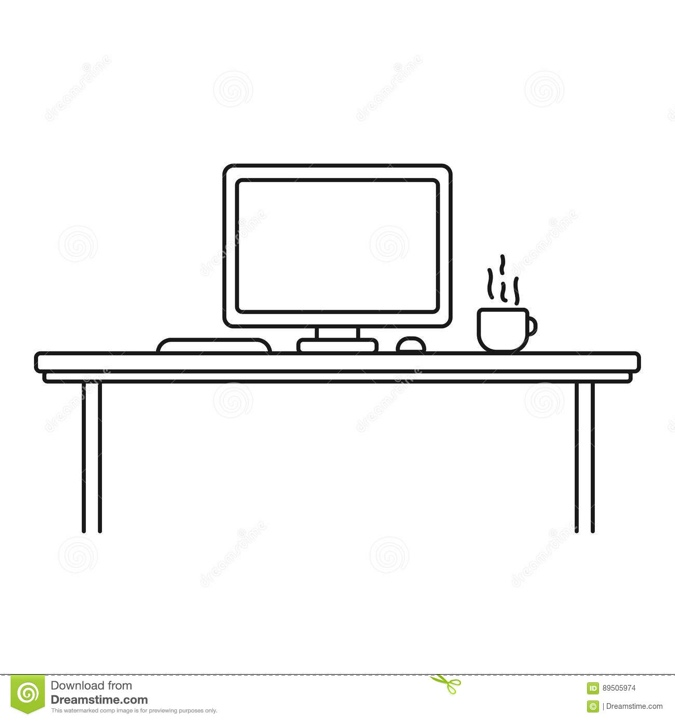 Download from
Dreamstime.com
This watermarked comp image is for previewing purposes only.
ID 89505974
© | Dreamstime.com